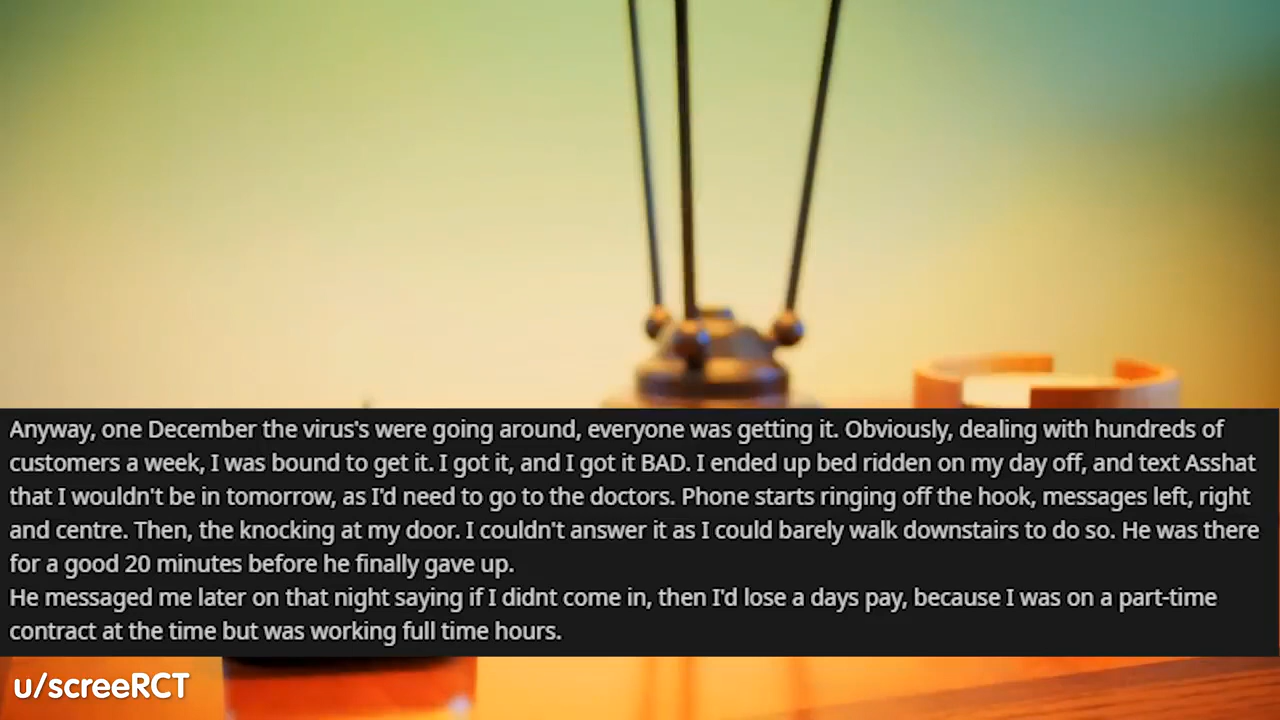 Anyway, one December the virus's were going around, everyone was getting it. Obviously, dealing with hundreds of
customers a week, I was bound to get it. I got it, and I got it BAD. I ended up bed ridden on my day off, and text Asshat
that I wouldn't be in tomorrow, as I'd need to go to the doctors. Phone starts ringing off the hook, messages left, right
and centre. Then, the knocking at my door. I couldn't answer it as I could barely walk downstairs to do so. He was there
for a good 20 minutes before he finally gave up.
He messaged me later on that night saying if I didnt come in, then I'd lose a days pay, because I was on a part-time
contract at the time but was working full time hours.
u/screeRCT